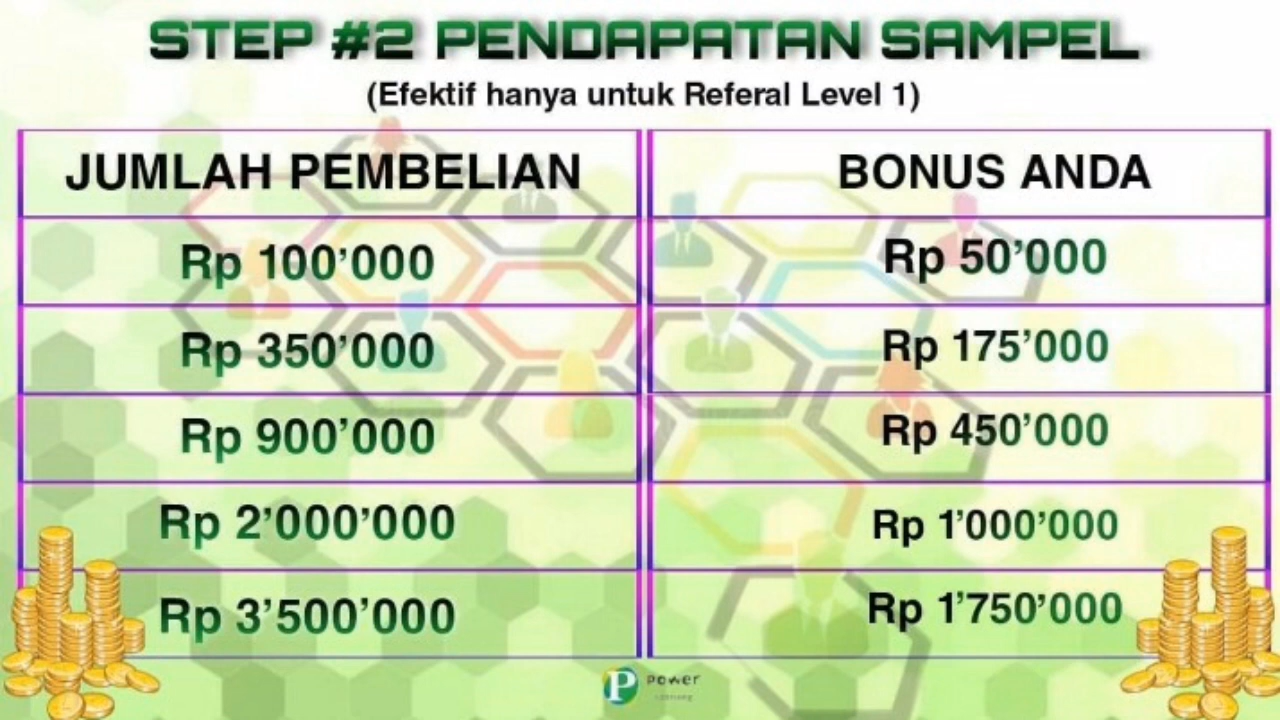 STEP #2 PENDAPATAN SAMPEL
(Efektif hanya untuk Referal Level 1)
JUMLAH PEMBELIAN BONUS ANDA
Rp 100’000 Rp 50’000
Rp 350’000 Rp 175’000
Rp 900’000 Rp 450’000
Rp 2’000’000 Rp 1’000’000
Rp 3’500’000 Rp 1’750’000
P Power